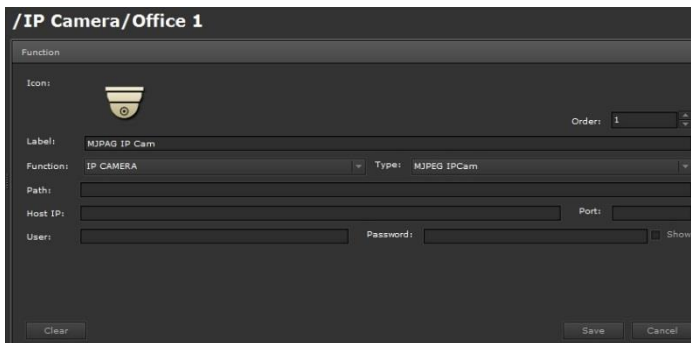 /IP Camera/Office 1
Function
Icon:
Order: 1
Label: MJPAG IP Cam
Function: IP CAMERA Type: MJPEG IPCam
Path:
Host IP: Port:
User: Password: Show
Clear Save Cancel